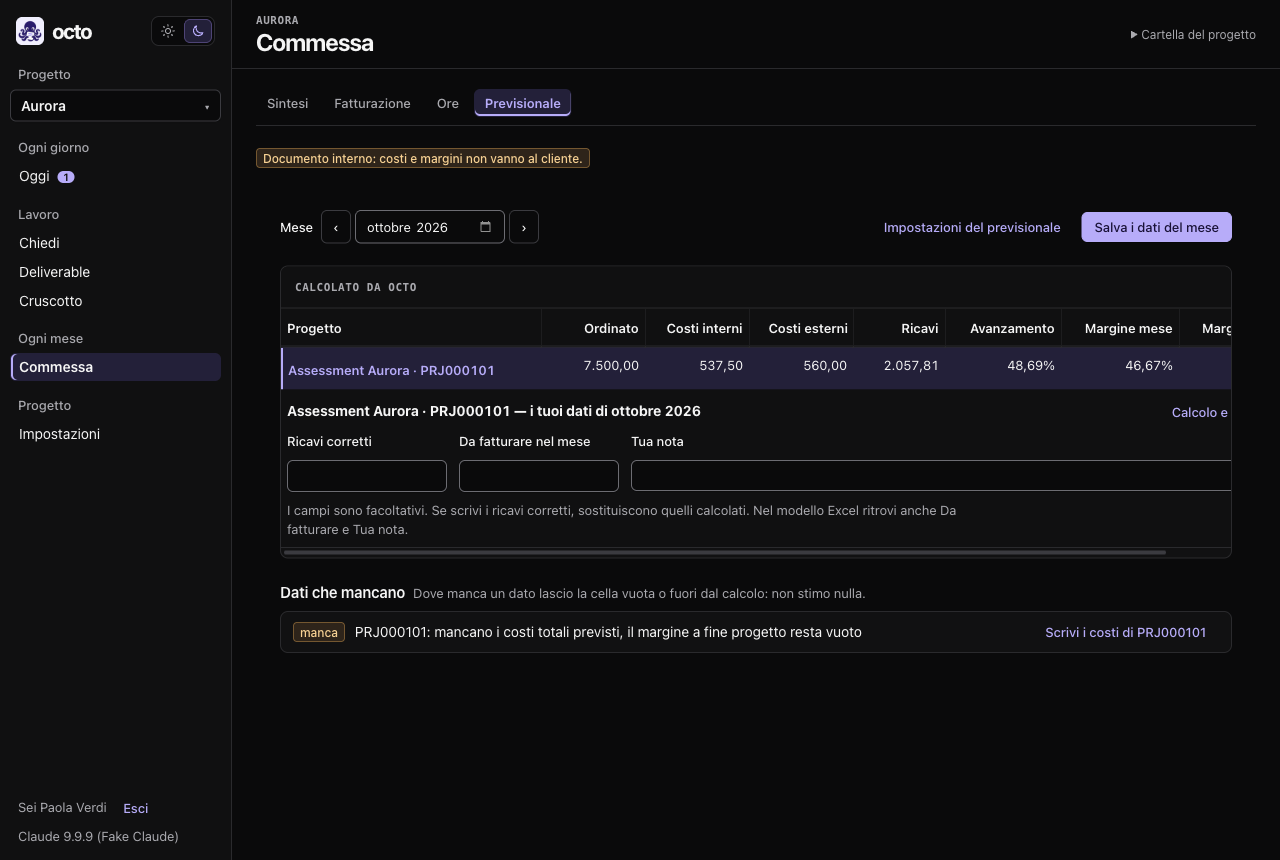 octo
Progetto
Aurora
Ogni giorno
Oggi 1
Lavoro
Chiedi
Deliverable
Cruscotto
Ogni mese
Commessa
Progetto
Impostazioni
Sei Paola Verdi Esci
Claude 9.9.9 (Fake Claude)
AURORA
Commessa
Cartella del progetto
Sintesi Fatturazione Ore Previsionale
Documento interno: costi e margini non vanno al cliente.
Mese ‹ ottobre 2026 › Impostazioni del previsionale Salva i dati del mese
CALCOLATO DA OCTO
Progetto Ordinato Costi interni Costi esterni Ricavi Avanzamento Margine mese Marg
Assessment Aurora · PRJ000101 7.500,00 537,50 560,00 2.057,81 48,69% 46,67%
Assessment Aurora · PRJ000101 — i tuoi dati di ottobre 2026 Calcolo e
Ricavi corretti Da fatturare nel mese Tua nota
I campi sono facoltativi. Se scrivi i ricavi corretti, sostituiscono quelli calcolati. Nel modello Excel ritrovi anche Da
fatturare e Tua nota.
Dati che mancano Dove manca un dato lascio la cella vuota o fuori dal calcolo: non stimo nulla.
manca PRJ000101: mancano i costi totali previsti, il margine a fine progetto resta vuoto Scrivi i costi di PRJ000101